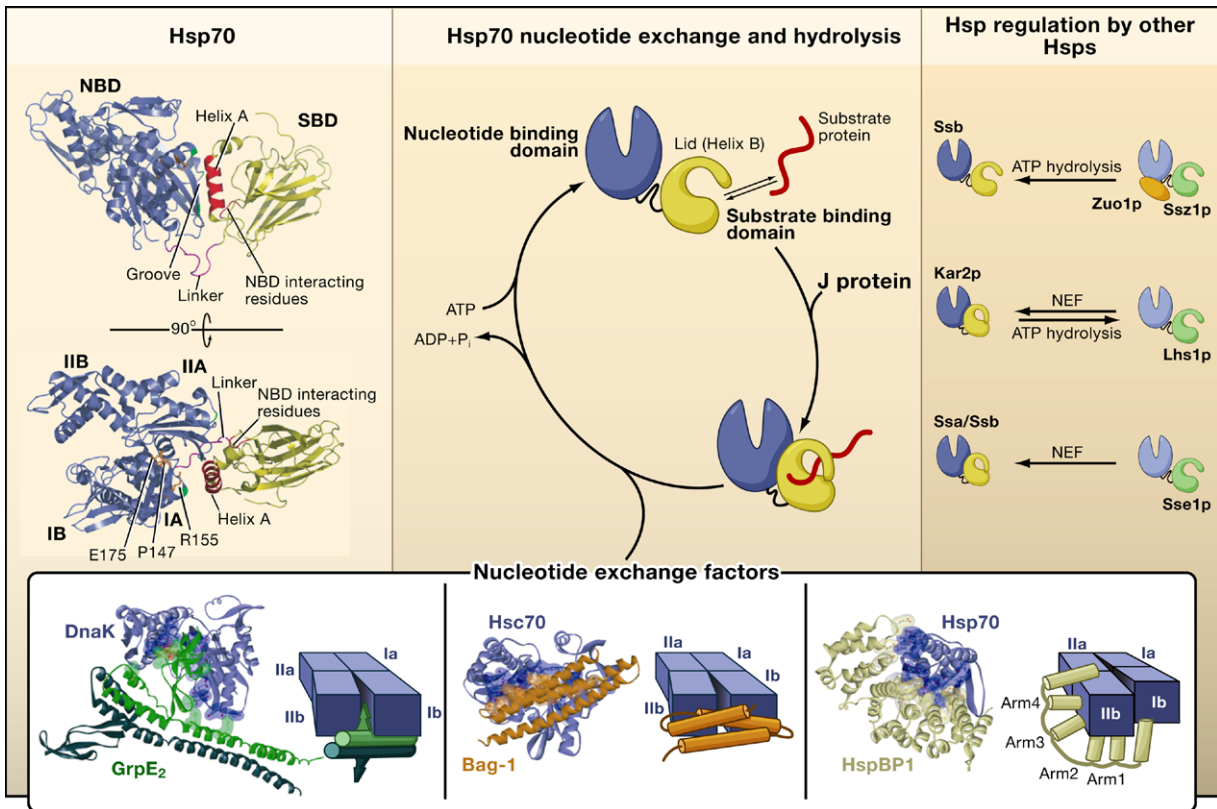 Hsp70
NBD
Helix A
SBD
Groove
Linker
NBD interacting
residues
90°
IIB
IIA
Linker
NBD interacting
residues
IB
IA
R155
Helix A
E175
P147
Hsp70 nucleotide exchange and hydrolysis
Nucleotide binding
domain
Lid (Helix B)
Substrate
protein
Substrate binding
domain
J protein
ATP
ADP+Pi
Hsp regulation by other
Hsps
Ssb
ATP hydrolysis
Zuo1p
Ssz1p
Kar2p
NEF
ATP hydrolysis
Lhs1p
Ssa/Ssb
NEF
Sse1p
Nucleotide exchange factors
DnaK
GrpE2
IIa
Ia
IIb
Ib
Hsc70
Bag-1
IIa
Ia
IIb
Ib
Hsp70
HspBP1
IIa
Ia
IIb
Ib
Arm4
Arm3
Arm2
Arm1